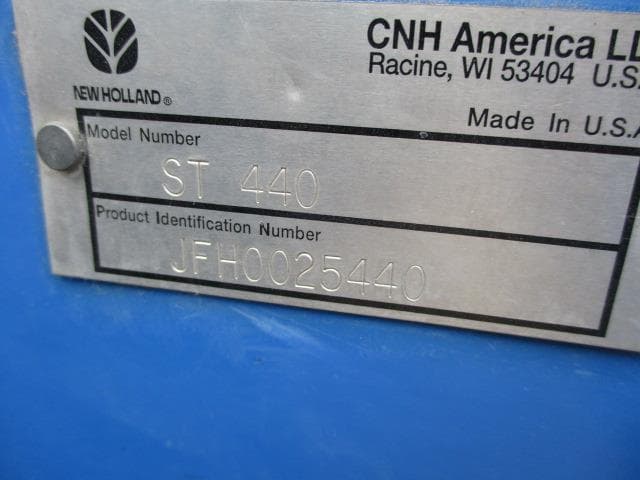 CNH America LL
Racine, WI 53404 U.S.
NEW HOLLAND®
Made In U.S.A
Model Number
ST 440
Product Identification Number
JFH0025440